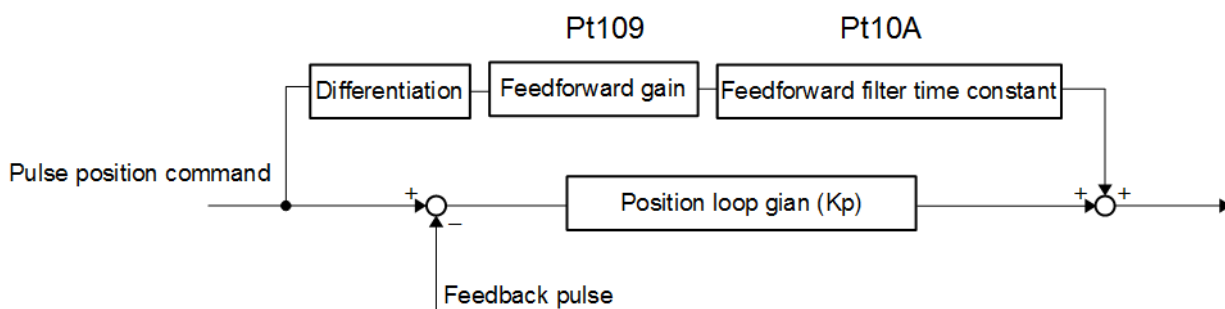 Pt109
Pt10A
Differentiation
Feedforward gain
Feedforward filter time constant
Pulse position command
+
−
Position loop gian (Kp)
+
+
Feedback pulse